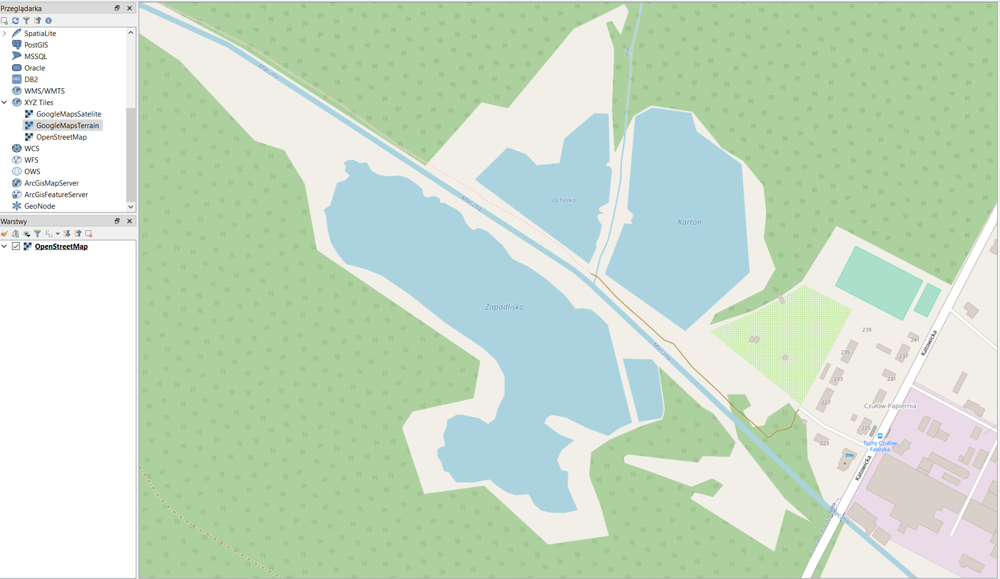 Przeglądarka
SpatiaLite
PostGIS
MSSQL
Oracle
DB2
DB2
WMS/WMTS
XYZ Tiles
GoogleMapsSatelite
GoogleMapsTerrain
OpenStreetMap
WCS
WFS
OWS
ArcGisMapServer
ArcGisFeatureServer
GeoNode
Warstwy
OpenStreetMap
Mleczna
Rów
Mleczna
Ochotka
Karton
Zapadlisko
Mleczna
239
241
235
237
Katowicka
233
231
227
Czułów-Papiernia
225
223
Tychy Czułów
Fabryka
Katowicka
Mleczna